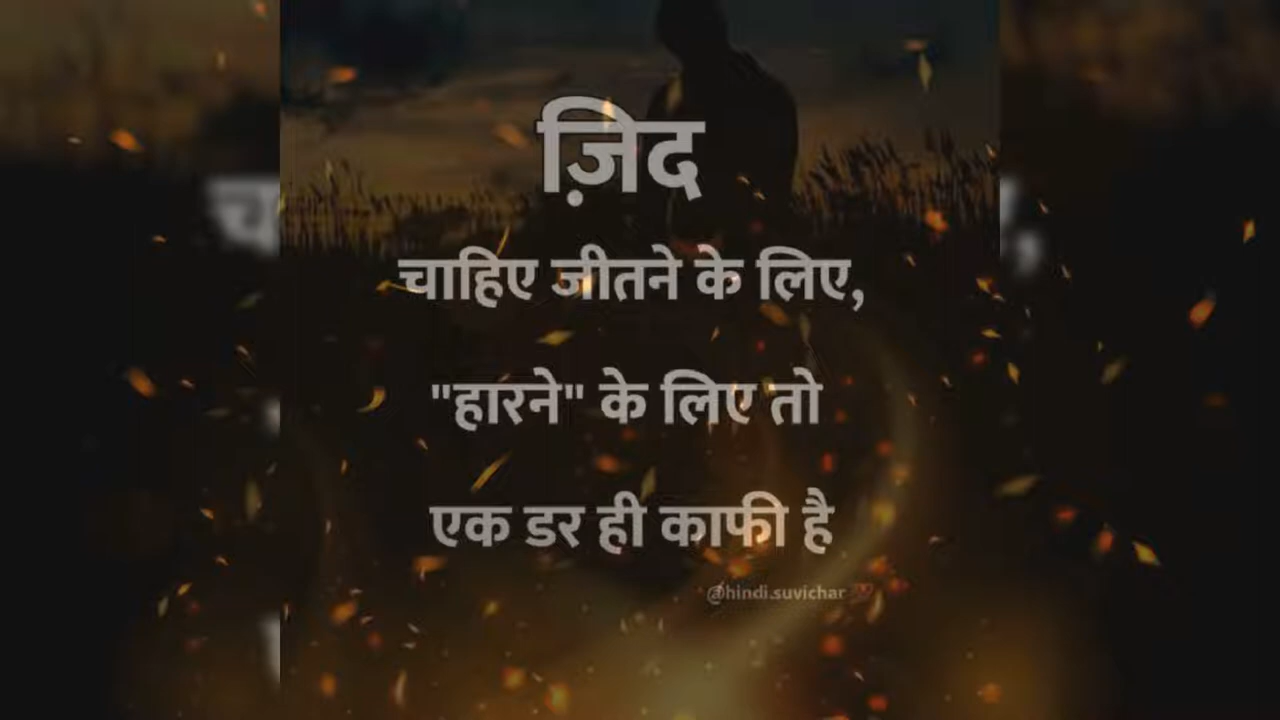 ज़िद
चाहिए जीतने के लिए,
"हारने" के लिए तो
एक डर ही काफी है
@hindi.suvichar 💯